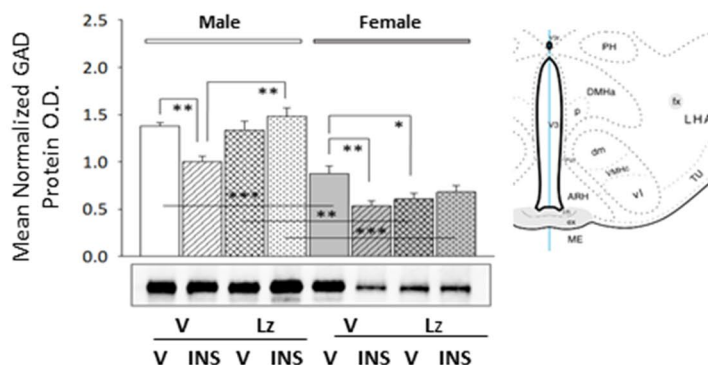 Male Female
Mean Normalized GAD
Protein O.D.
2.5
2.0
1.5
1.0
0.5
0.0
** ** ** *
*** ** ***
V Lz V Lz
V INS V INS V INS V INS
PH
DMHa
fx
LHA
V3
p
dm
VMHc
vl
TU
ARH
ex
ME